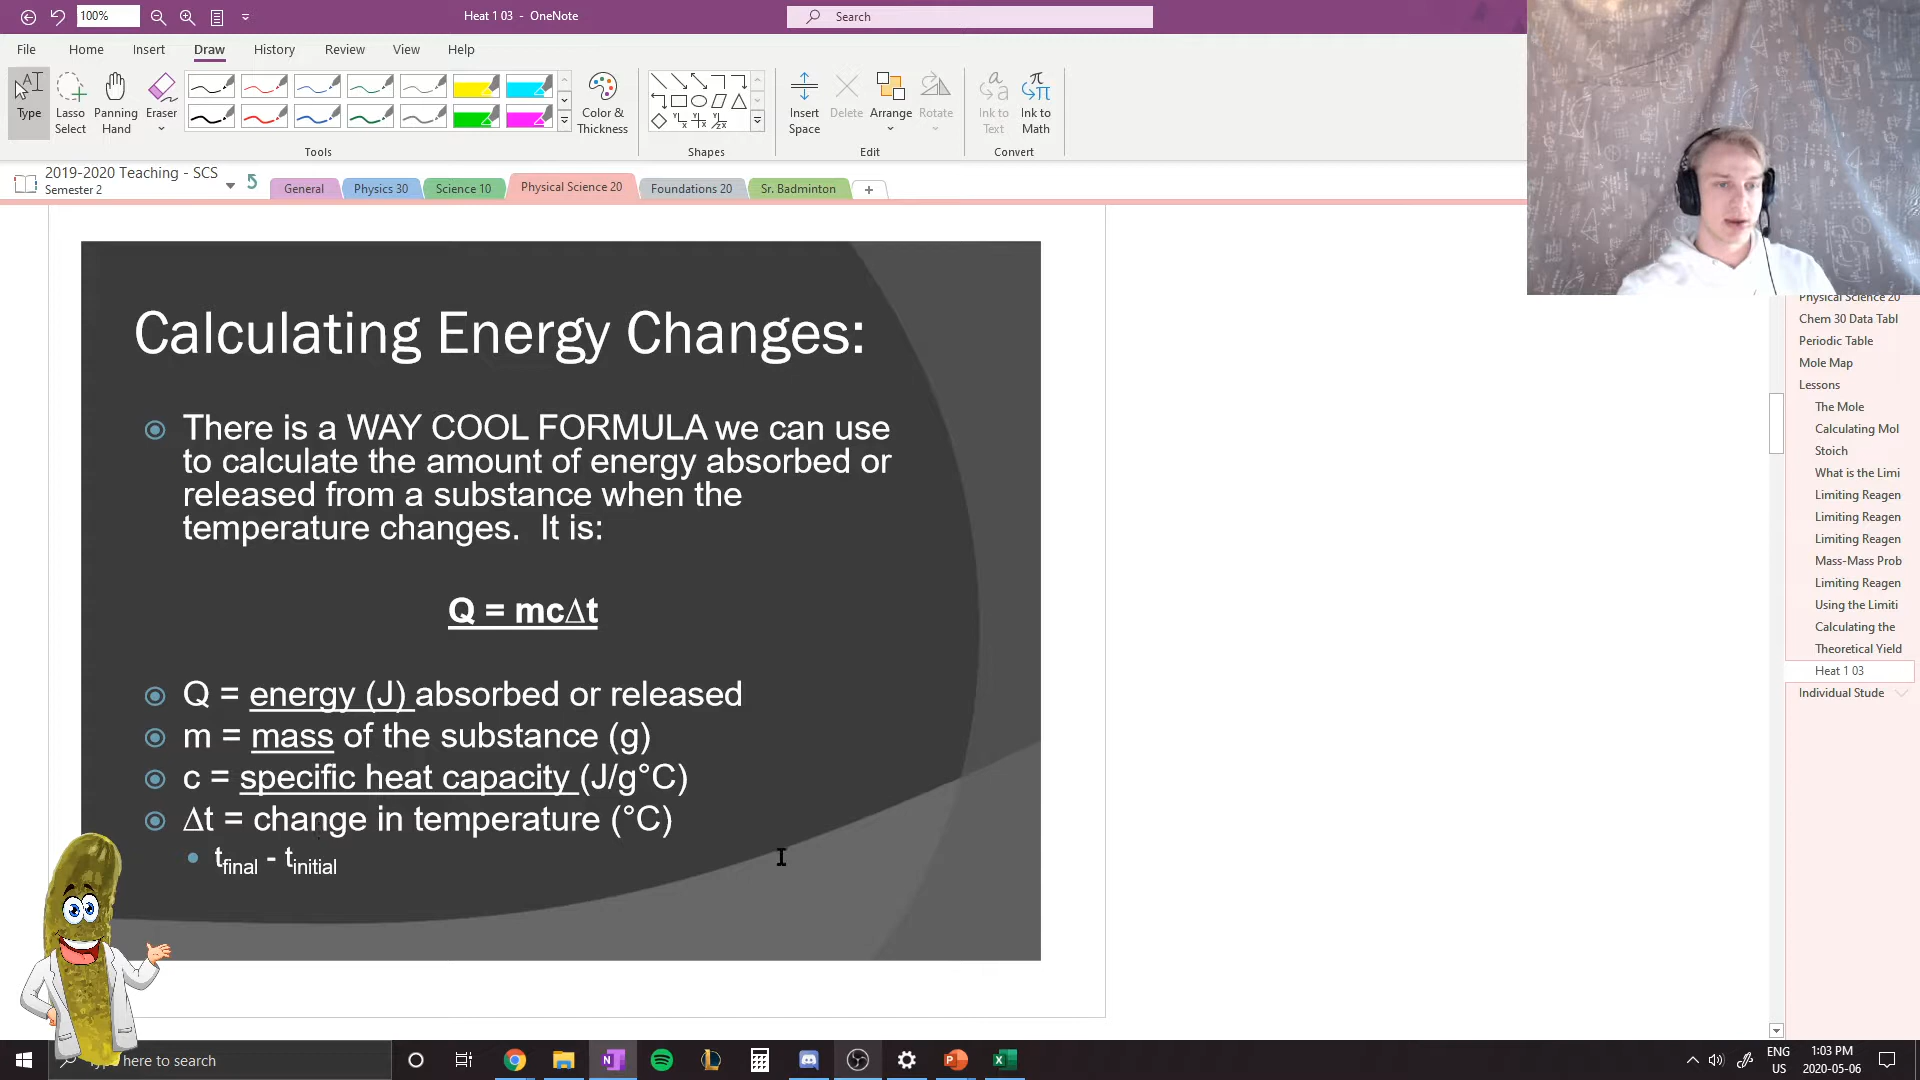 100%
Heat 1 03 - OneNote
Search
File
Home
Insert
Draw
History
Review
View
Help
Type
Lasso
Select
Panning
Hand
Eraser
Color &
Thickness
Insert
Space
Delete
Arrange
Rotate
Ink to
Text
Ink to
Math
Tools
Shapes
Edit
Convert
2019-2020 Teaching - SCS
Semester 2
General
Physics 30
Science 10
Physical Science 20
Foundations 20
Sr. Badminton
Calculating Energy Changes:
There is a WAY COOL FORMULA we can use
to calculate the amount of energy absorbed or
released from a substance when the
temperature changes. It is:
Q = mc∆t
Q = energy (J) absorbed or released
m = mass of the substance (g)
c = specific heat capacity (J/g°C)
∆t = change in temperature (°C)
tfinal - tinitial
Physical Science 20
Chem 30 Data Tabl
Periodic Table
Mole Map
Lessons
The Mole
Calculating Mol
Stoich
What is the Limi
Limiting Reagen
Limiting Reagen
Limiting Reagen
Mass-Mass Prob
Limiting Reagen
Using the Limiti
Calculating the
Theoretical Yield
Heat 1 03
Individual Stude
here to search
ENG
US
1:03 PM
2020-05-06